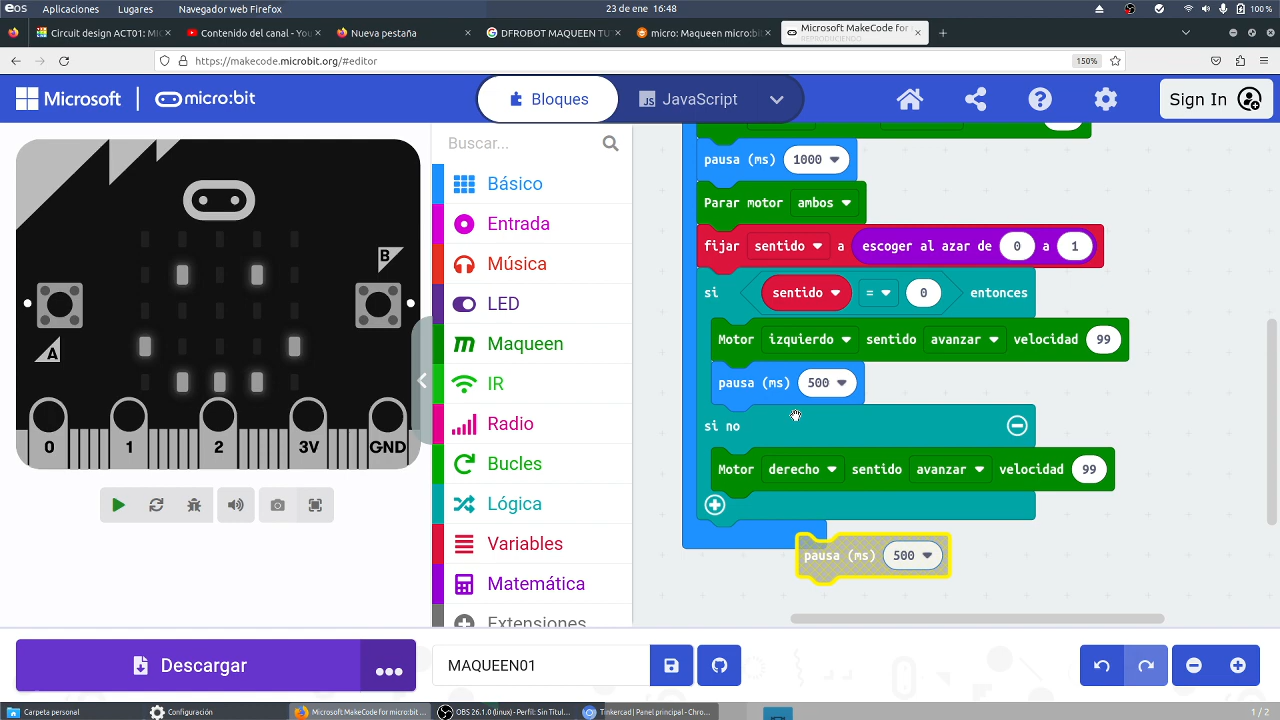 OS Aplicaciones Lugares Navegador web Firefox 23 de ene 16:48 100 %
Circuit design CT01: MIC Contenido del canal - You Nueva pestaña DFROBOT MAQUEEN TU micro: Maqueen micro:bit Microsoft MakeCode for
REPRODUCIENDO
https://makecode.microbit.org/#editor 150%
Microsoft micro:bit Bloques JS JavaScript Sign In
Buscar...
Básico
Entrada
Música
LED
Maqueen
IR
Radio
Bucles
Lógica
Variables
Matemática
Extensiones
B
A
0 1 2 3V GND
pausa (ms) 1000
Parar motor ambos
fijar sentido a escoger al azar de 0 a 1
si sentido = 0 entonces
Motor izquierdo sentido avanzar velocidad 99
pausa (ms) 500
si no
Motor derecho sentido avanzar velocidad 99
pausa (ms) 500
Descargar ••• MAQUEEN01
Carpeta personal Configuración Microsoft MakeCode for micro:bit... OBS 26.1.0 (linux) - Perfil: Sin Títul... Tinkercad | Panel principal - Chro... 1 / 2